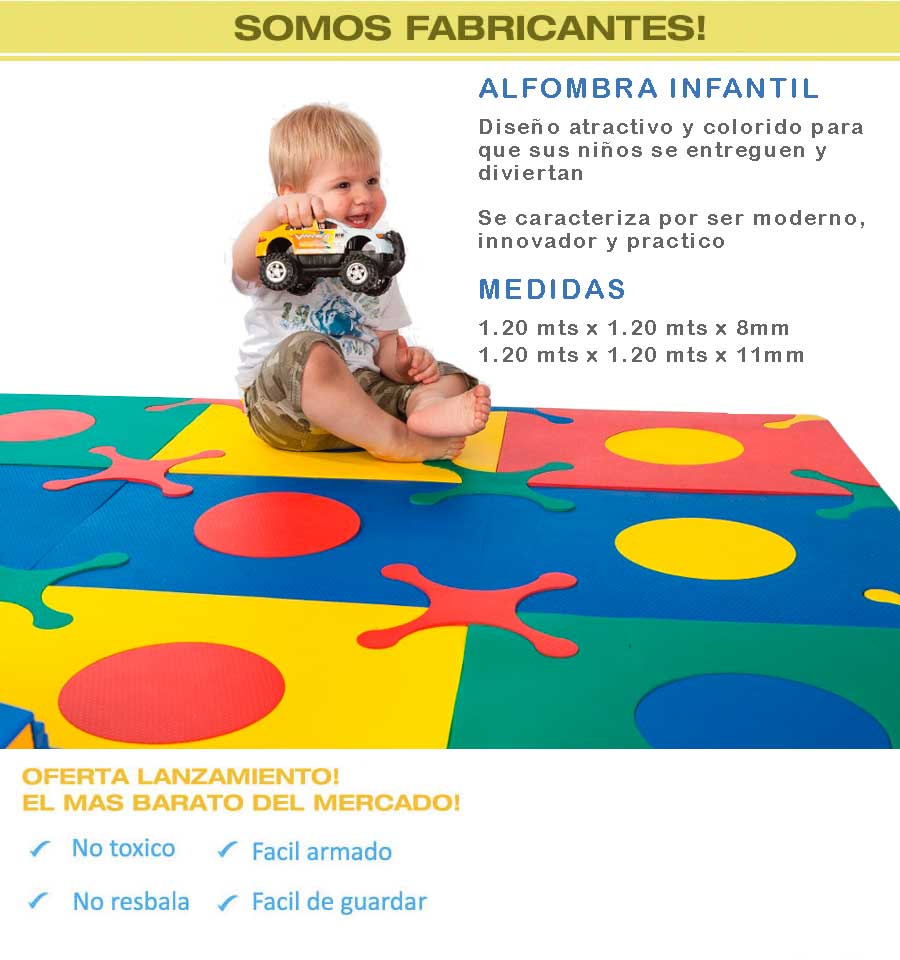 SOMOS FABRICANTES!
ALFOMBRA INFANTIL
Diseño atractivo y colorido para
que sus niños se entreguen y
diviertan
Se caracteriza por ser moderno,
innovador y practico
MEDIDAS
1.20 mts x 1.20 mts x 8mm
1.20 mts x 1.20 mts x 11mm
OFERTA LANZAMIENTO!
EL MAS BARATO DEL MERCADO!
No toxico
Facil armado
No resbala
Facil de guardar